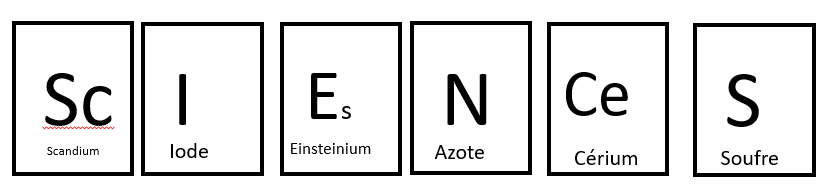 Sc
Scandium
I
Iode
Es
Einsteinium
N
Azote
Ce
Cérium
S
Soufre